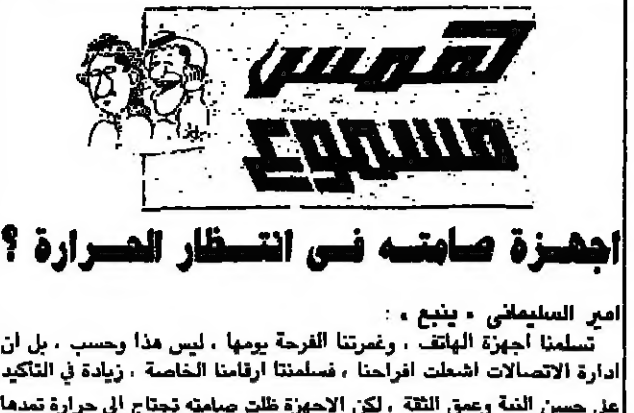 همس
مسموع
اجهزة صامته فى انتظار الحرارة ؟
امير السليمانى « ينبع » :
تسلمنا اجهزة الهاتف ، وغمرتنا الفرحة يومها ، ليس هذا وحسب ، بل ان
ادارة الاتصالات اشعلت افراحنا ، فسلمتنا ارقامنا الخاصة ، زيادة في التأكيد
على حسن النية وعمق الثقة ، لكن الاجهزة ظلت صامته تحتاج الى حرارة تمدها